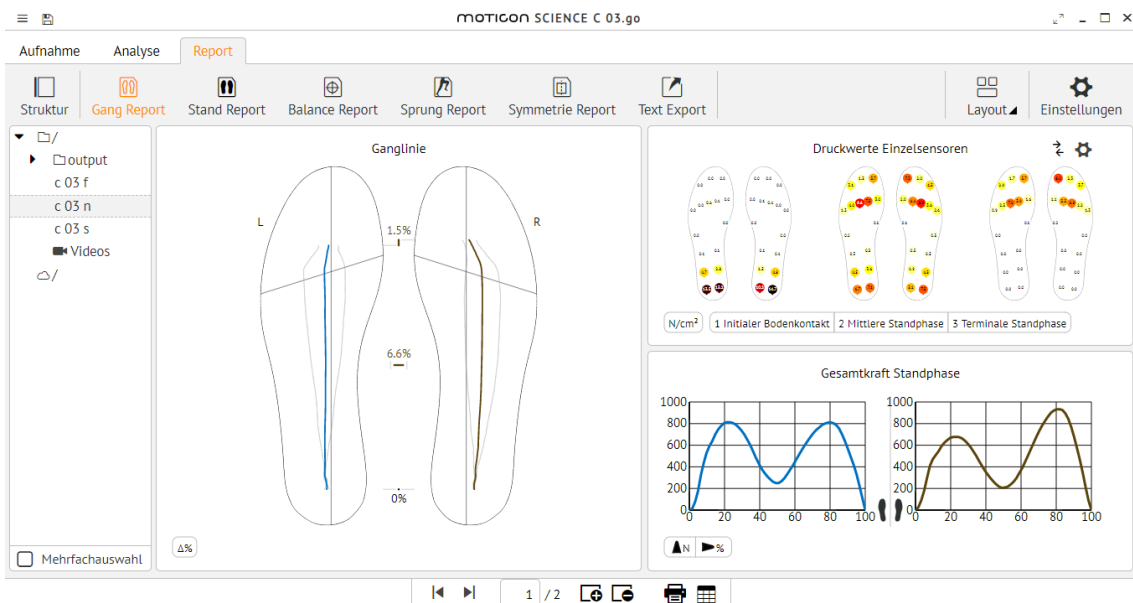 moticon SCIENCE C 03.go
Aufnahme Analyse Report
Struktur Gang Report Stand Report Balance Report Sprung Report Symmetrie Report Text Export Layout Einstellungen
/
output
c 03 f
c 03 n
c 03 s
Videos
/
Mehrfachauswahl
Ganglinie
L R
1.5%
6.6%
0%
Δ%
Druckwerte Einzelsensoren
N/cm²
1 Initialer Bodenkontakt 2 Mittlere Standphase 3 Terminale Standphase
Gesamtkraft Standphase
1000 1000
800 800
600 600
400 400
200 200
0 0
0 20 40 60 80 100 0 20 40 60 80 100
N %
1 / 2